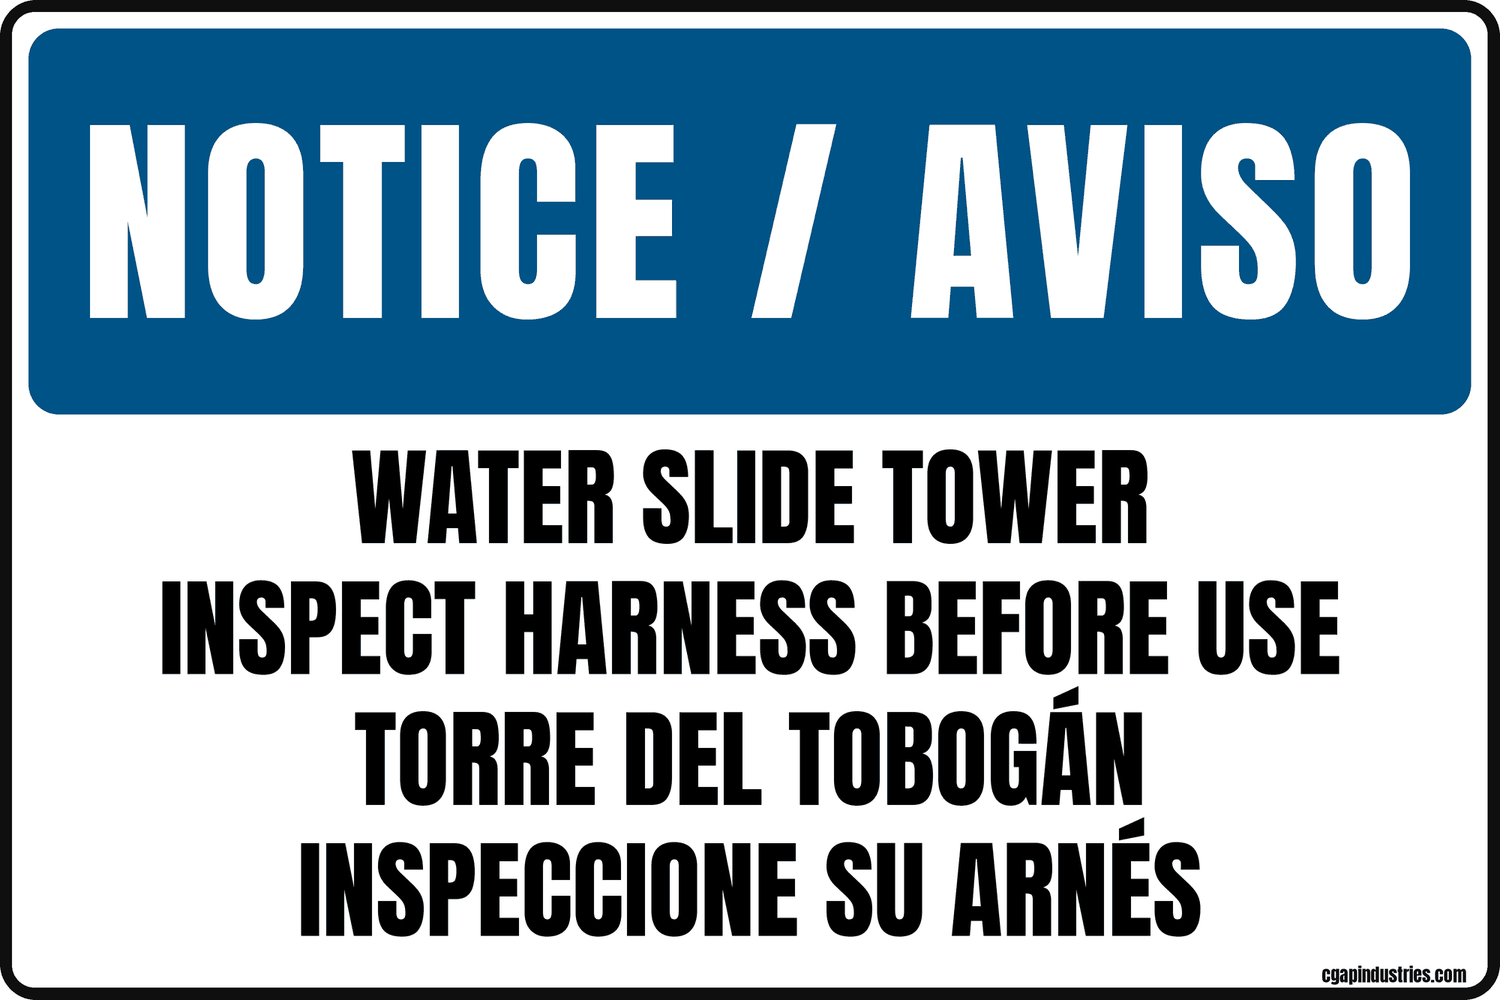 NOTICE / AVISO
WATER SLIDE TOWER
INSPECT HARNESS BEFORE USE
TORRE DEL TOBOGÁN
INSPECCIONE SU ARNÉS
cgapindustries.com